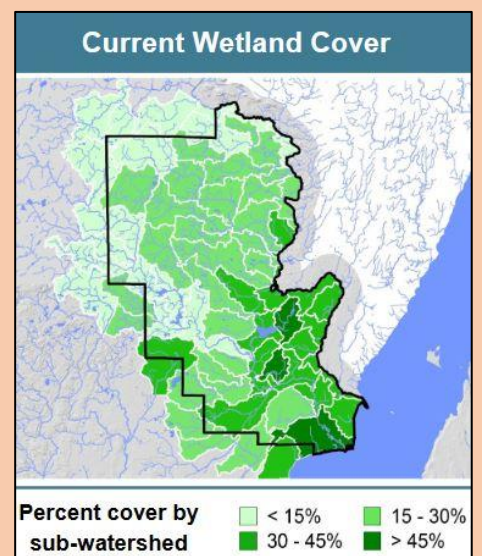 Current Wetland Cover
Percent cover by
sub-watershed
< 15%
15 - 30%
30 - 45%
> 45%